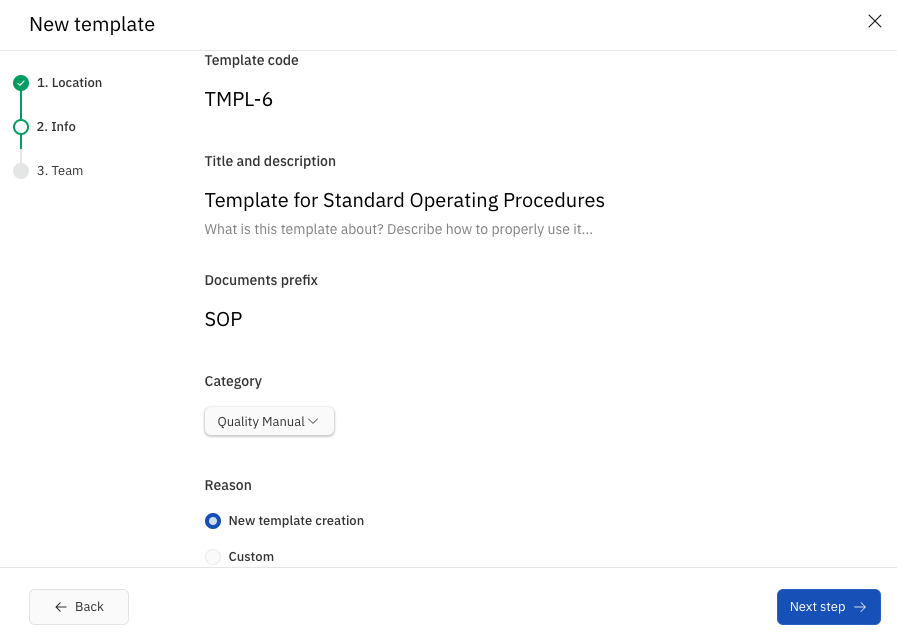 New template
1. Location
2. Info
3. Team
Template code
TMPL-6
Title and description
Template for Standard Operating Procedures
What is this template about? Describe how to properly use it...
Documents prefix
SOP
Category
Quality Manual
Reason
New template creation
Custom
Back
Next step